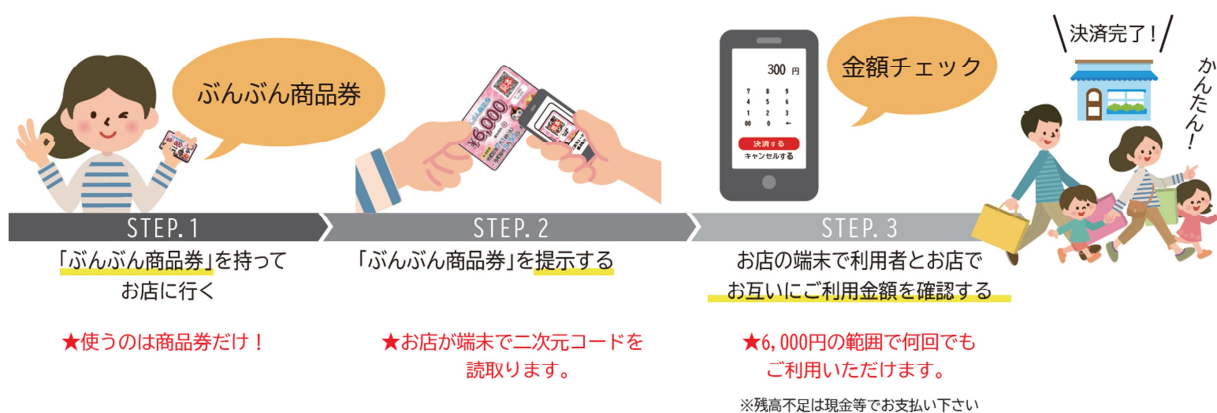 ぶんぶん商品券
¥6,000
300 円
7 8 9
4 5 6
1 2 3
00 0 ←
決済する
キャンセルする
金額チェック
決済完了!
かんたん!
STEP.1
「ぶんぶん商品券」を持って
お店に行く
★使うのは商品券だけ!
STEP.2
「ぶんぶん商品券」を提示する
★お店が端末で二次元コードを
読取ります。
STEP.3
お店の端末で利用者とお店で
お互いにご利用金額を確認する
★6,000円の範囲で何回でも
ご利用いただけます。
※残高不足は現金等でお支払い下さい